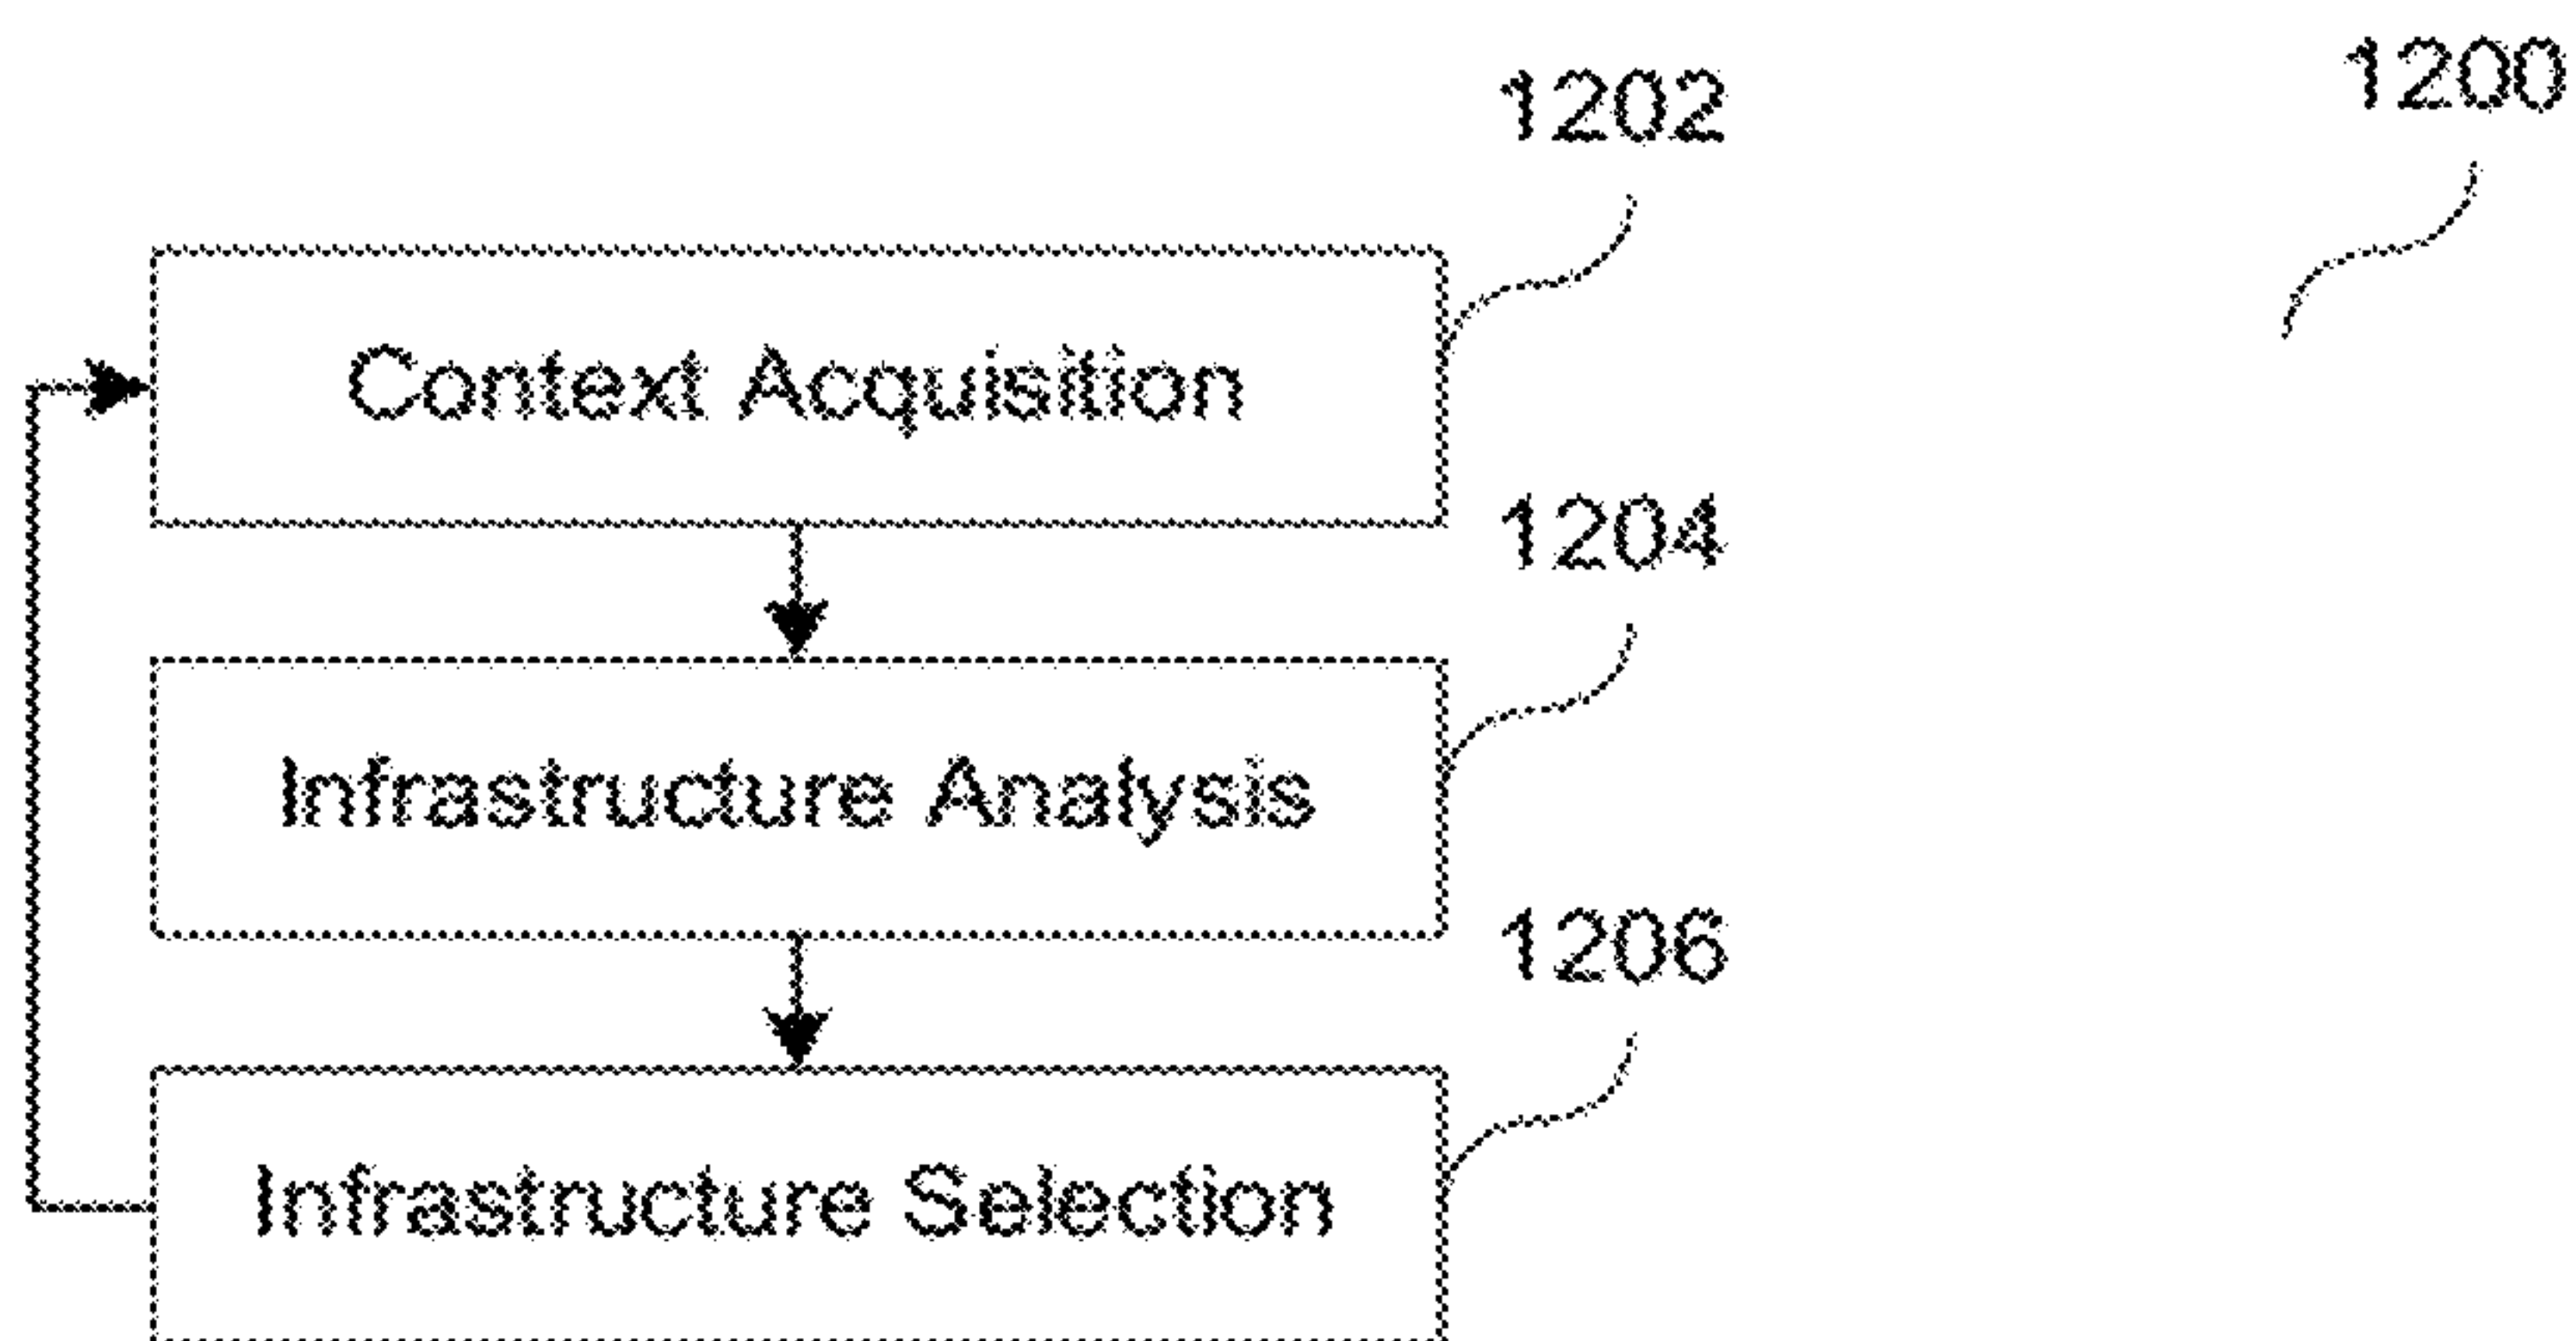 1200
1202
Context Acquisition
1204
Infrastructure Analysis
1206
Infrastructure Selection